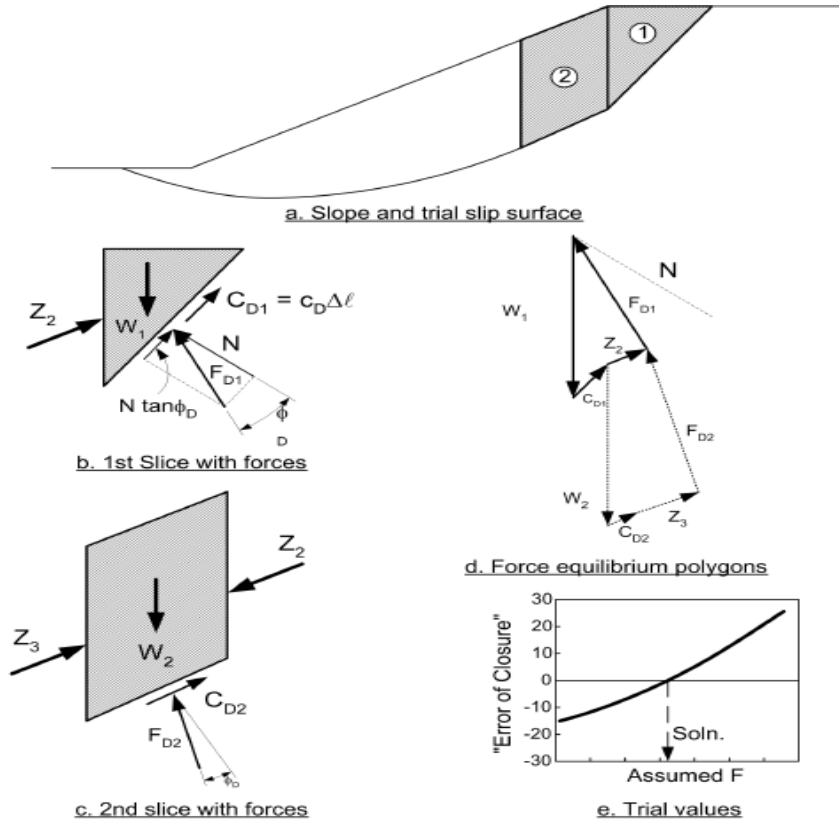 1
2
a. Slope and trial slip surface
Z2
W1
CD1 = cDΔℓ
N
FD1
N tanϕD
ϕ
D
b. 1st Slice with forces
W1
N
FD1
Z2
CD1
FD2
W2
Z3
CD2
d. Force equilibrium polygons
Z2
Z3
W2
CD2
FD2
ϕD
c. 2nd slice with forces
"Error of Closure"
30
20
10
0
-10
-20
-30
Soln.
Assumed F
e. Trial values